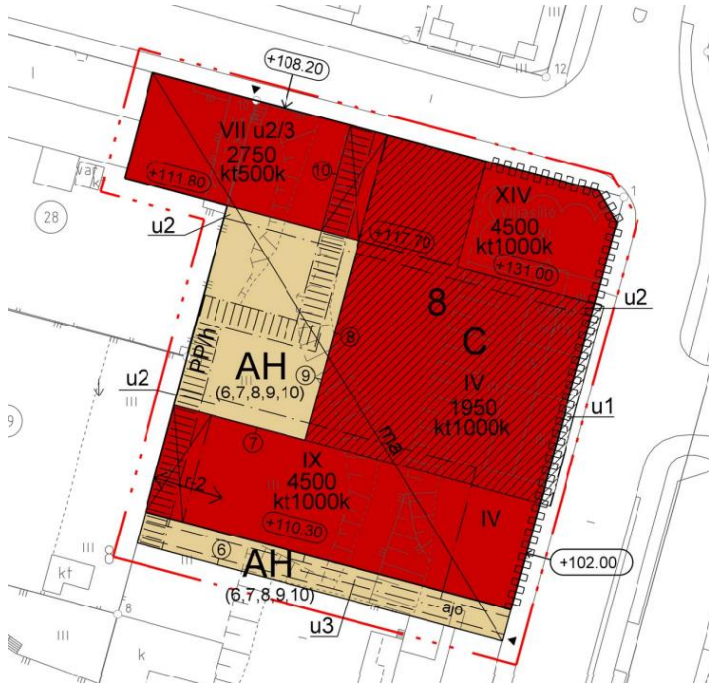 7
12
III
+108.20
I
VII u2/3
2750
kt500k
+111.80
10
XIV
4500
kt1000k
+131.00
1
28
k
u2
+117.70
8
C
u2
8
PP/h
AH
(6,7,8,9,10)
9
u2
III
IV
1950
kt1000k
u1
ma
7
IX
4500
kt1000k
+110.30
IV
III
6
AH
(6,7,8,9,10)
ajo
+102.00
kt
u3
8
III
k